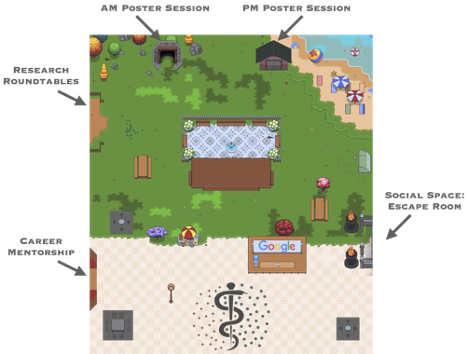 AM Poster Session
PM Poster Session
Research
Roundtables
Social Space:
Escape Room
Career
Mentorship
Google